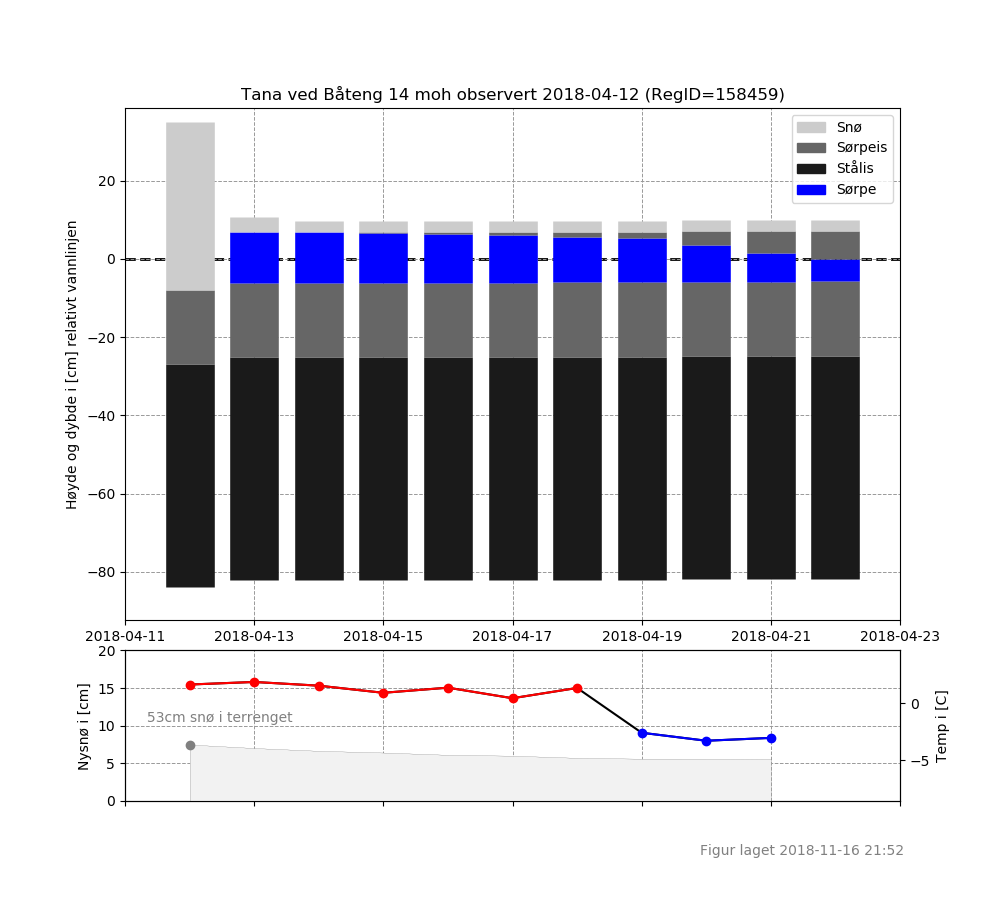 Tana ved Båteng 14 moh observert 2018-04-12 (RegID=158459)
Snø
Sørpeis
Stålis
Sørpe
Høyde og dybde i [cm] relativt vannlinjen
20
0
−20
−40
−60
−80
2018-04-11 2018-04-13 2018-04-15 2018-04-17 2018-04-19 2018-04-21 2018-04-23
Nysnø i [cm]
20
15
10
5
0
53cm snø i terrenget
0
−5
Temp i [C]
Figur laget 2018-11-16 21:52